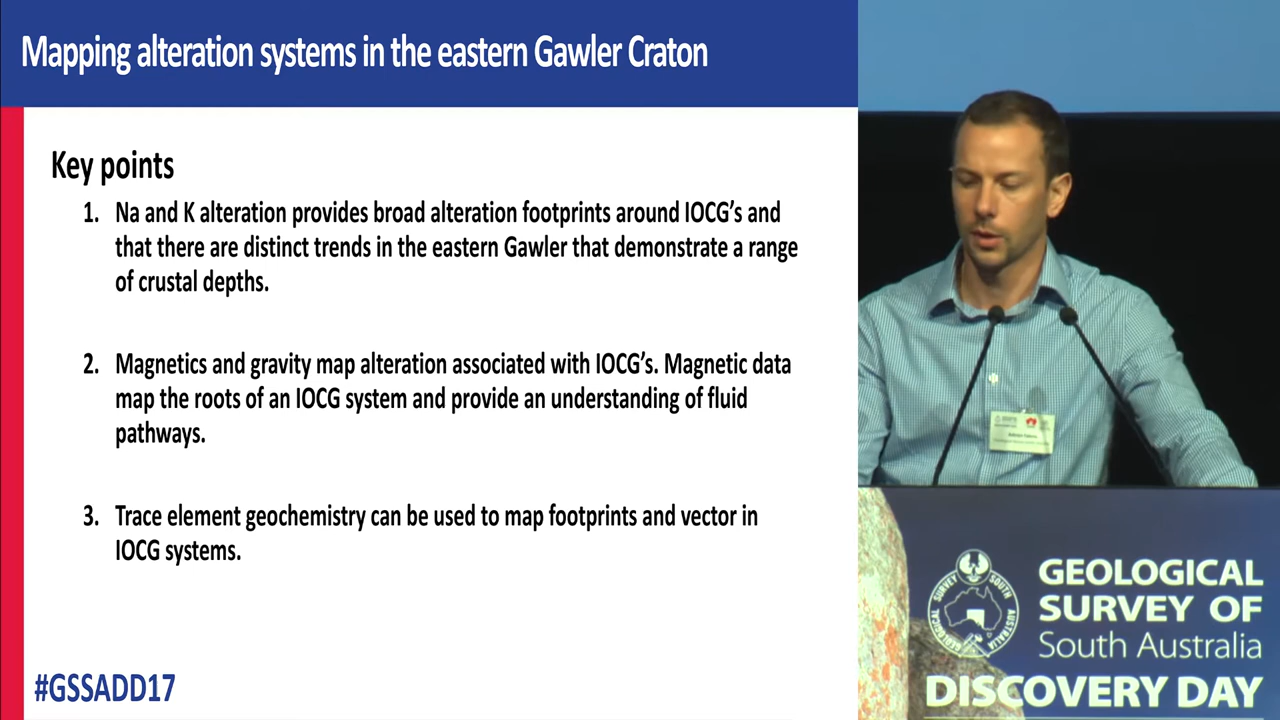 Mapping alteration systems in the eastern Gawler Craton
Key points
1. Na and K alteration provides broad alteration footprints around IOCG's and
that there are distinct trends in the eastern Gawler that demonstrate a range
of crustal depths.
2. Magnetics and gravity map alteration associated with IOCG's. Magnetic data
map the roots of an IOCG system and provide an understanding of fluid
pathways.
3. Trace element geochemistry can be used to map footprints and vector in
IOCG systems.
#GSSADD17
GEOLOGICAL SURVEY SOUTH AUSTRALIA
GEOLOGICAL
SURVEY OF
South Australia
DISCOVERY DAY